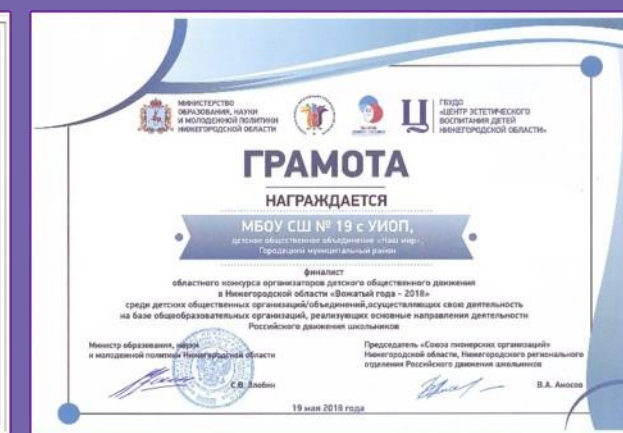 МИНИСТЕРСТВО
ОБРАЗОВАНИЯ, НАУКИ
И МОЛОДЕЖНОЙ ПОЛИТИКИ
НИЖЕГОРОДСКОЙ ОБЛАСТИ
Ц
ГБУДО
«ЦЕНТР ЭСТЕТИЧЕСКОГО
ВОСПИТАНИЯ ДЕТЕЙ
НИЖЕГОРОДСКОЙ ОБЛАСТИ»
ГРАМОТА
НАГРАЖДАЕТСЯ
МБОУ СШ № 19 с УИОП,
детское общественное объединение «Наш мир»,
Городецкий муниципальный район
финалист
областного конкурса организаторов детского общественного движения
в Нижегородской области «Вожатый года - 2018»
среди детских общественных организаций/объединений,осуществляющих свою деятельность
на базе общеобразовательных организаций, реализующих основные направления деятельности
Российского движения школьников
Министр образования, науки
и молодежной политики Нижегородской области
С.В. Злобин
Председатель «Союза пионерских организаций»
Нижегородской области, Нижегородского регионального
отделения Российского движения школьников
В.А. Амосов
19 мая 2018 года